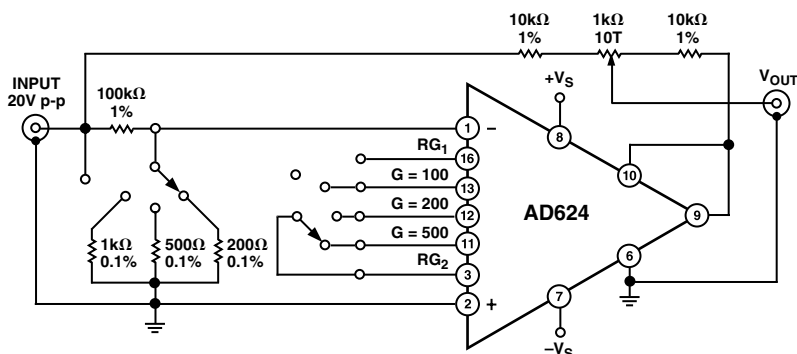 10kΩ
1%
1kΩ
10T
10kΩ
1%
INPUT
20V p-p
100kΩ
1%
+VS
VOUT
1
–
8
RG1
16
G = 100
13
10
G = 200
12
AD624
9
G = 500
11
1kΩ
0.1%
500Ω
0.1%
200Ω
0.1%
RG2
3
6
2
+
7
–VS